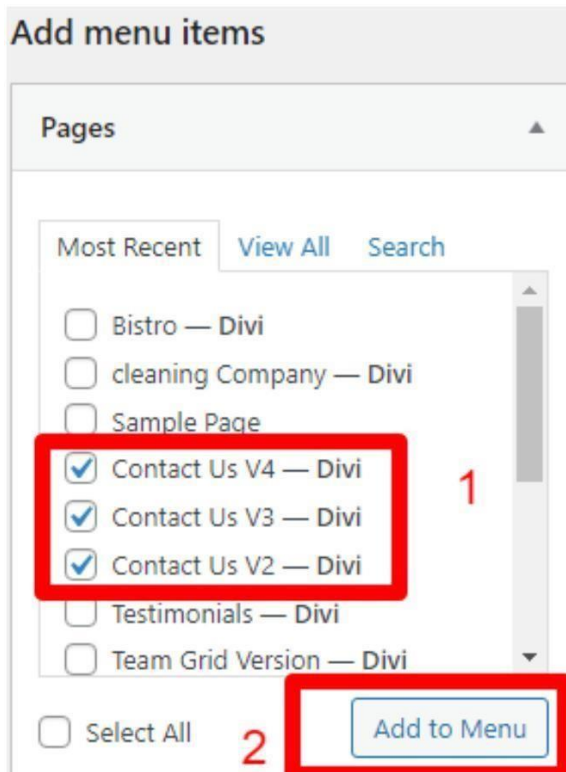 Add menu items
Pages
Most Recent View All Search
Bistro — Divi
cleaning Company — Divi
Sample Page
Contact Us V4 — Divi
1
Contact Us V3 — Divi
Contact Us V2 — Divi
Testimonials — Divi
Team Grid Version — Divi
Select All 2 Add to Menu